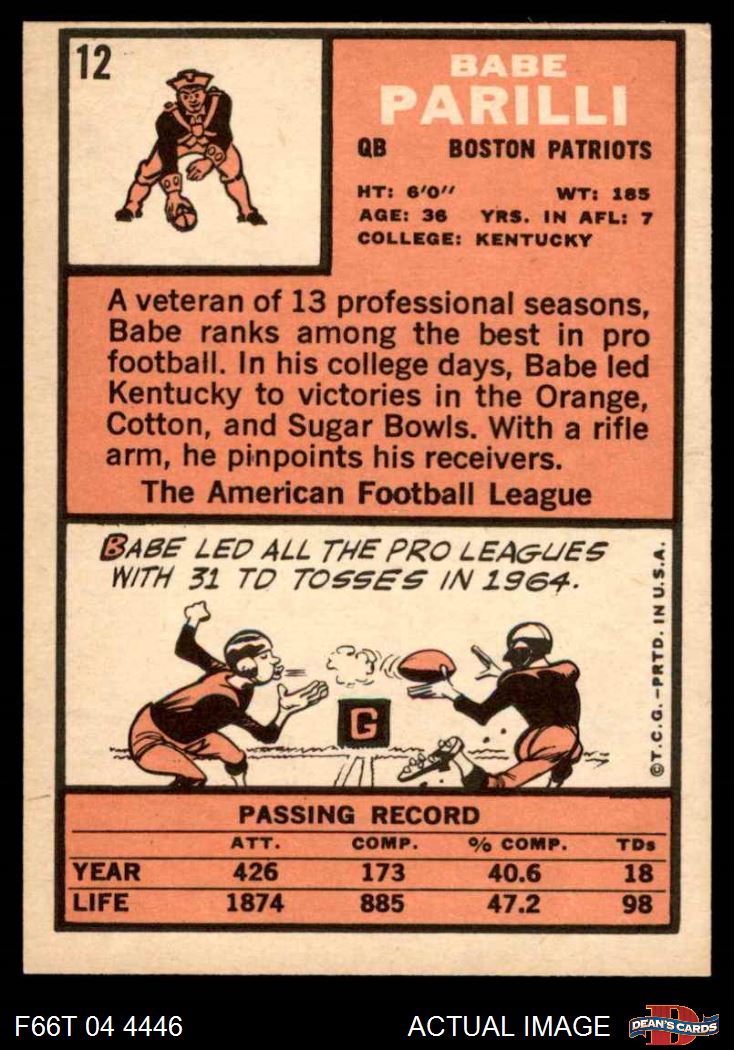 12
BABE
PARILLI
QB BOSTON PATRIOTS
HT: 6'0" WT: 185
AGE: 36 YRS. IN AFL: 7
COLLEGE: KENTUCKY
A veteran of 13 professional seasons,
Babe ranks among the best in pro
football. In his college days, Babe led
Kentucky to victories in the Orange,
Cotton, and Sugar Bowls. With a rifle
arm, he pinpoints his receivers.
The American Football League
BABE LED ALL THE PRO LEAGUES
WITH 31 TD TOSSES IN 1964.
G
©T.C.G.–PRTD. IN U.S.A.
PASSING RECORD
ATT. COMP. % COMP. TDs
YEAR 426 173 40.6 18
LIFE 1874 885 47.2 98
F66T 04 4446 ACTUAL IMAGE
D
DEAN'S CARDS